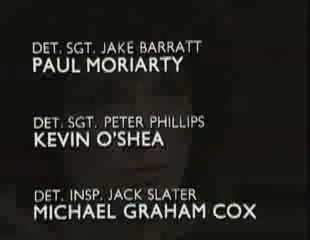 DET. SGT. JAKE BARRATT
PAUL MORIARTY
DET. SGT. PETER PHILLIPS
KEVIN O'SHEA
DET. INSP. JACK SLATER
MICHAEL GRAHAM COX